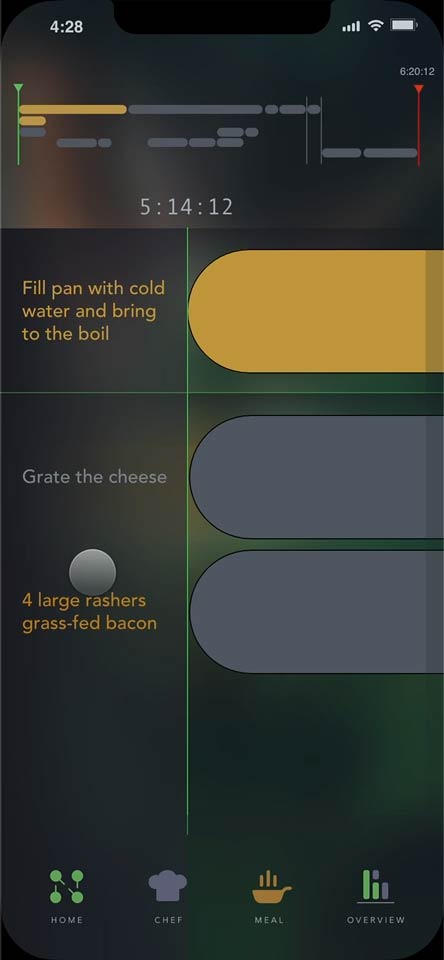 4:28
6:20:12
5:14:12
Fill pan with cold
water and bring
to the boil
Grate the cheese
4 large rashers
grass-fed bacon
HOME CHEF MEAL OVERVIEW